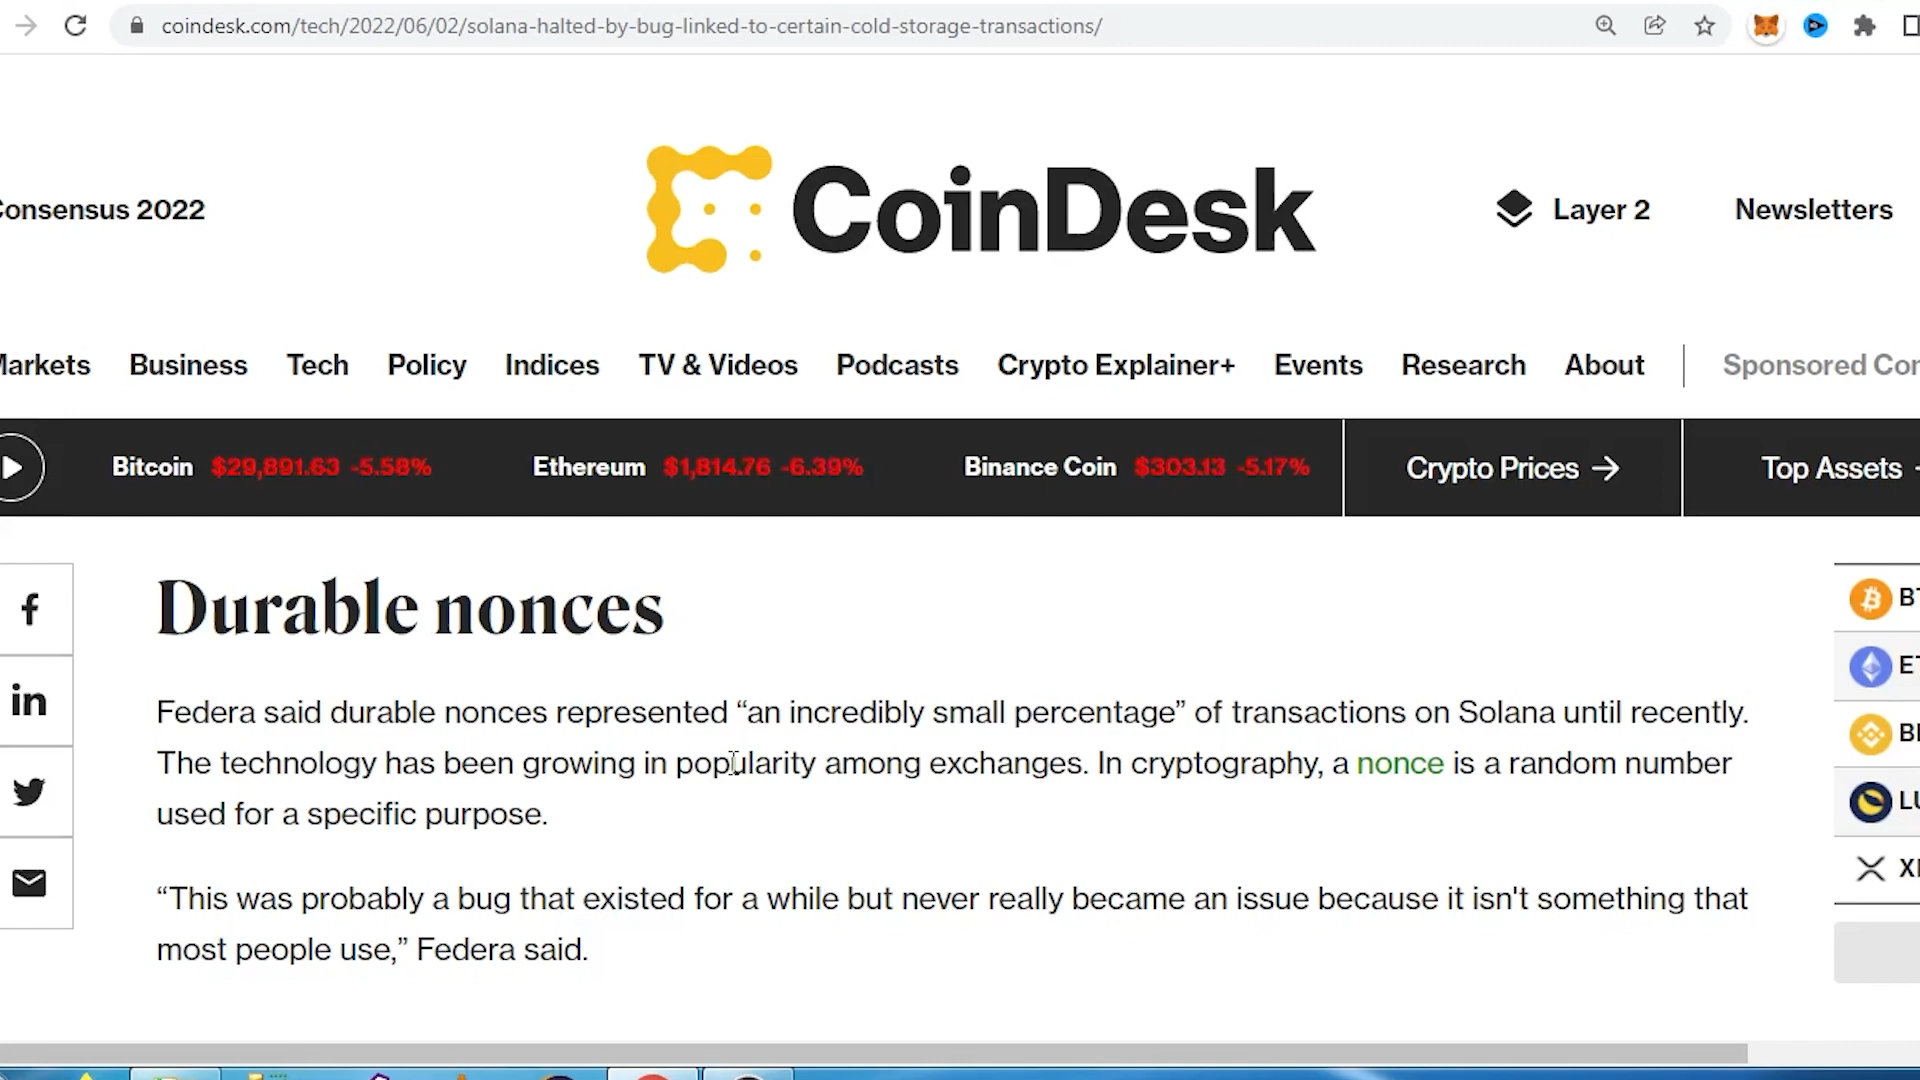 coindesk.com/tech/2022/06/02/solana-halted-by-bug-linked-to-certain-cold-storage-transactions/
Consensus 2022
CoinDesk
Layer 2
Newsletters
Markets Business Tech Policy Indices TV & Videos Podcasts Crypto Explainer+ Events Research About Sponsored Con
Bitcoin $29,891.63 -5.58% Ethereum $1,814.76 -6.39% Binance Coin $303.13 -5.17% Crypto Prices → Top Assets
Durable nonces
Federa said durable nonces represented “an incredibly small percentage” of transactions on Solana until recently.
The technology has been growing in popularity among exchanges. In cryptography, a nonce is a random number
used for a specific purpose.
“This was probably a bug that existed for a while but never really became an issue because it isn't something that
most people use,” Federa said.